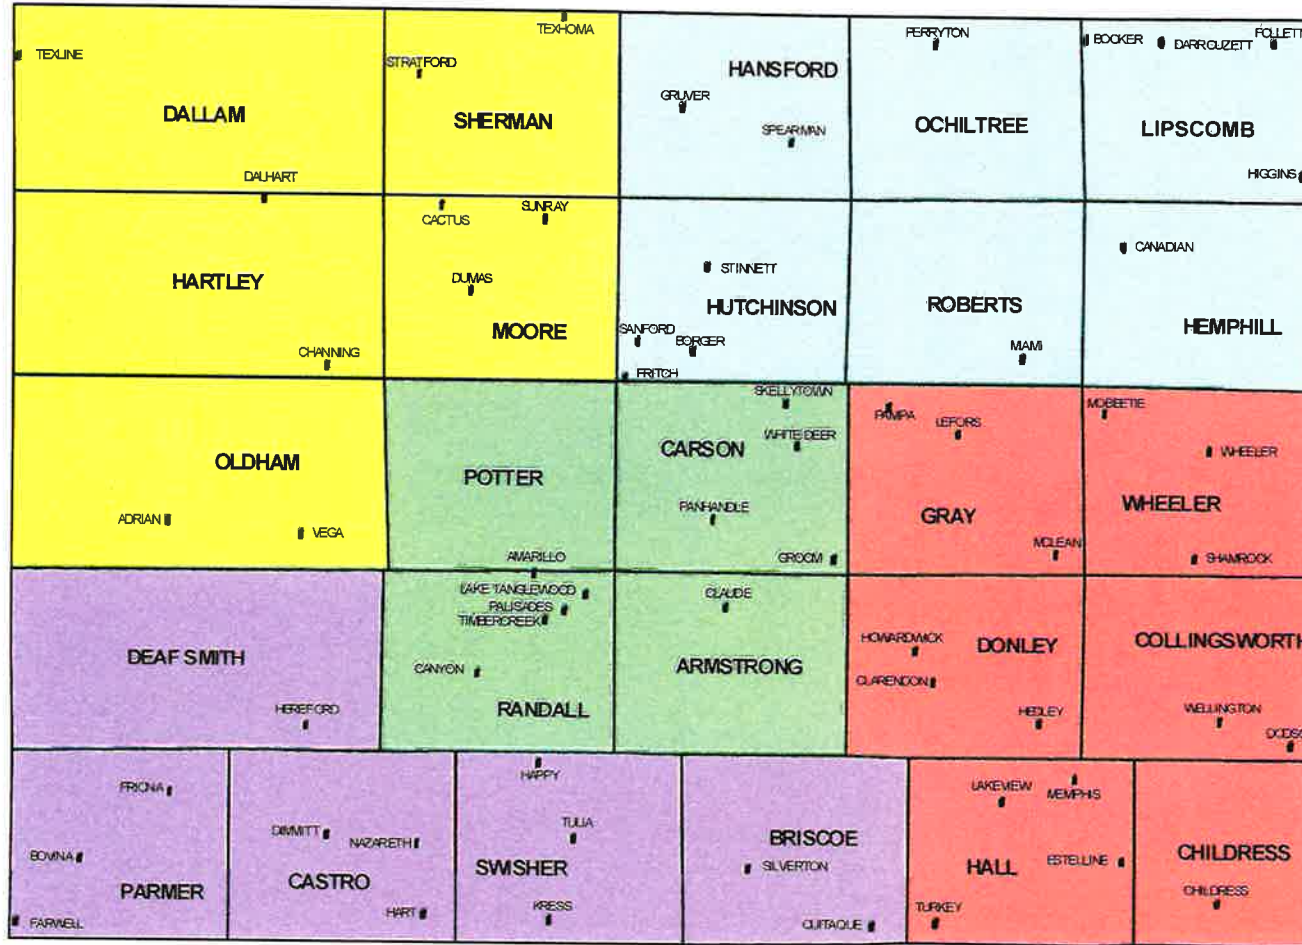 TEXHOMA
TEXLINE
STRATFORD
DALLAM
SHERMAN
DALHART
HANSFORD
GRUVER
SPEARMAN
PERRYTON
OCHILTREE
BOOKER
DARROUZETT
FOLLETT
LIPSCOMB
HIGGINS
CACTUS
SUNRAY
HARTLEY
DUMAS
MOORE
CHANNING
STINNETT
HUTCHINSON
SANFORD
BORGER
FRITCH
ROBERTS
MIAMI
CANADIAN
HEMPHILL
OLDHAM
ADRIAN
VEGA
POTTER
AMARILLO
SKELLYTOWN
WHITE DEER
CARSON
PANHANDLE
GROOM
PAMPA
LEFORS
GRAY
MCLEAN
MOBEETIE
WHEELER
WHEELER
SHAMROCK
DEAF SMITH
HEREFORD
LAKE TANGLEWOOD
PALISADES
TIMBERCREEK
CANYON
RANDALL
CLAUDE
ARMSTRONG
HOWARDWICK
DONLEY
CLARENDON
HEDLEY
COLLINGSWORTH
WELLINGTON
DODSO
FRIONA
BOVINA
PARMER
FARWELL
DIMMITT
NAZARETH
CASTRO
HART
HAPPY
TULIA
SWISHER
KRESS
BRISCOE
SILVERTON
QUITAQUE
LAKEVIEW
MEMPHIS
HALL
ESTELLINE
TURKEY
CHILDRESS
CHILDRESS